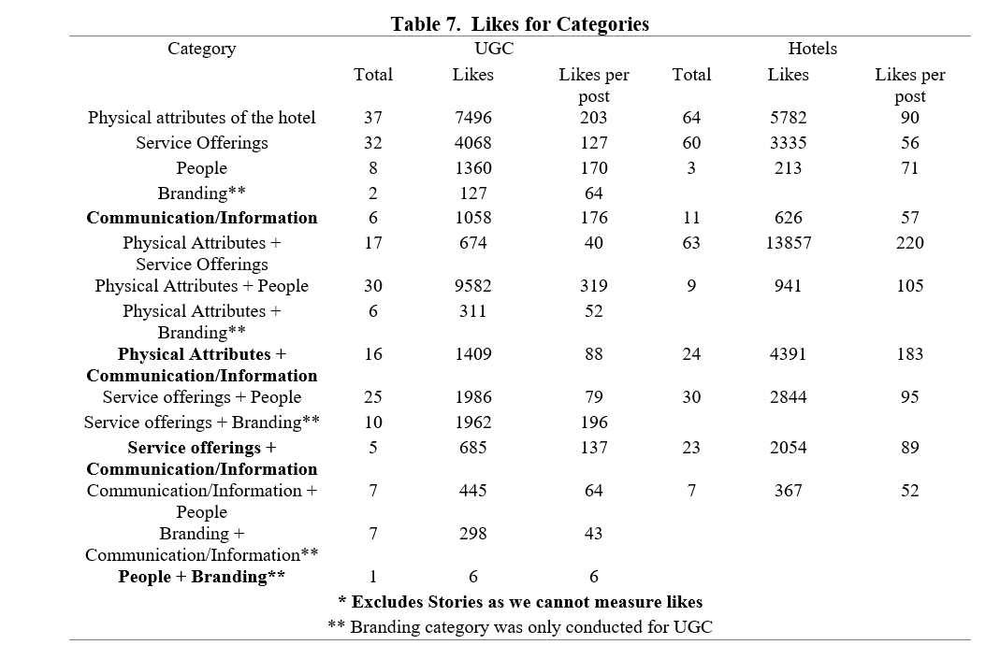 Table 7. Likes for Categories
Category UGC Hotels
Total Likes Likes per Total Likes Likes per
post post
Physical attributes of the hotel 37 7496 203 64 5782 90
Service Offerings 32 4068 127 60 3335 56
People 8 1360 170 3 213 71
Branding** 2 127 64
Communication/Information 6 1058 176 11 626 57
Physical Attributes + 17 674 40 63 13857 220
Service Offerings
Physical Attributes + People 30 9582 319 9 941 105
Physical Attributes + 6 311 52
Branding**
Physical Attributes + 16 1409 88 24 4391 183
Communication/Information
Service offerings + People 25 1986 79 30 2844 95
Service offerings + Branding** 10 1962 196
Service offerings + 5 685 137 23 2054 89
Communication/Information
Communication/Information + 7 445 64 7 367 52
People
Branding + 7 298 43
Communication/Information**
People + Branding** 1 6 6
* Excludes Stories as we cannot measure likes
** Branding category was only conducted for UGC